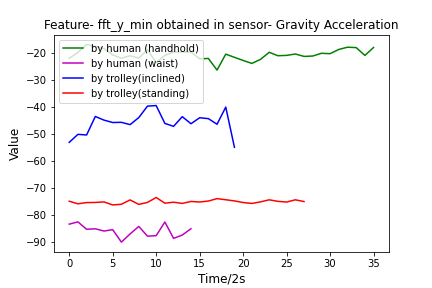 Feature- fft_y_min obtained in sensor- Gravity Acceleration
by human (handhold)
by human (waist)
by trolley(inclined)
by trolley(standing)
Value
−20
−30
−40
−50
−60
−70
−80
−90
0 5 10 15 20 25 30 35
Time/2s